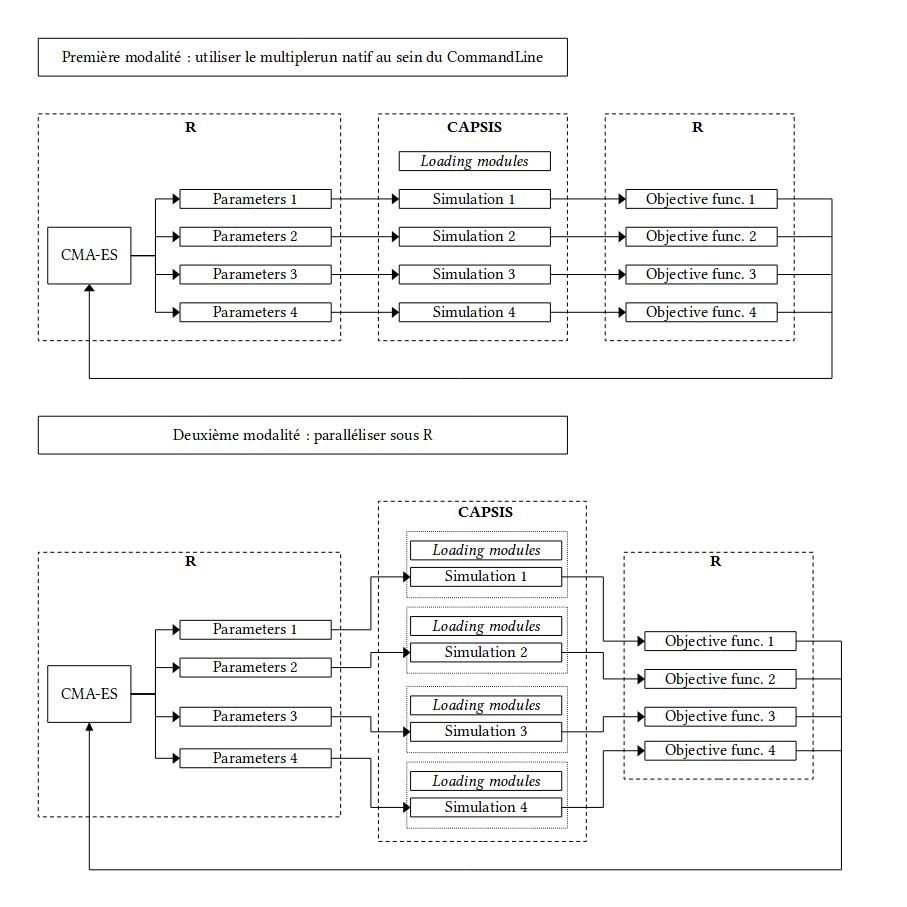 Première modalité : utiliser le multiplerun natif au sein du CommandLine
R
CAPSIS
R
Loading modules
Parameters 1
Simulation 1
Objective func. 1
Parameters 2
Simulation 2
Objective func. 2
CMA-ES
Parameters 3
Simulation 3
Objective func. 3
Parameters 4
Simulation 4
Objective func. 4
Deuxième modalité : paralléliser sous R
CAPSIS
R
R
Loading modules
Simulation 1
Parameters 1
Loading modules
Objective func. 1
Simulation 2
Parameters 2
Objective func. 2
CMA-ES
Loading modules
Parameters 3
Objective func. 3
Simulation 3
Objective func. 4
Parameters 4
Loading modules
Simulation 4